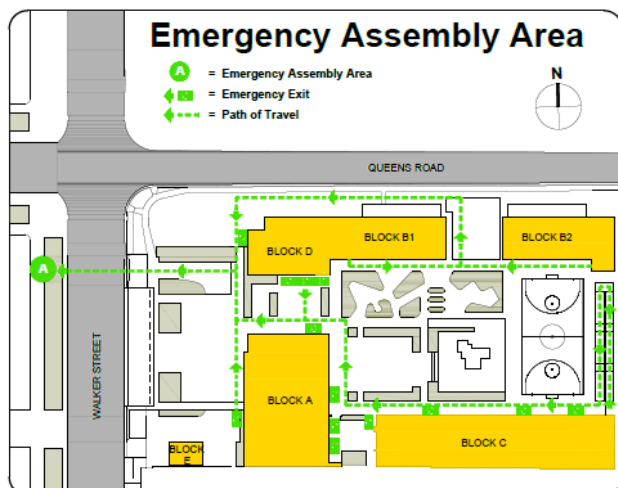 Emergency Assembly Area
A = Emergency Assembly Area
= Emergency Exit
= Path of Travel
N
QUEENS ROAD
BLOCK D
BLOCK B1
BLOCK B2
A
WALKER STREET
BLOCK A
BLOCK C
BLOCK
E